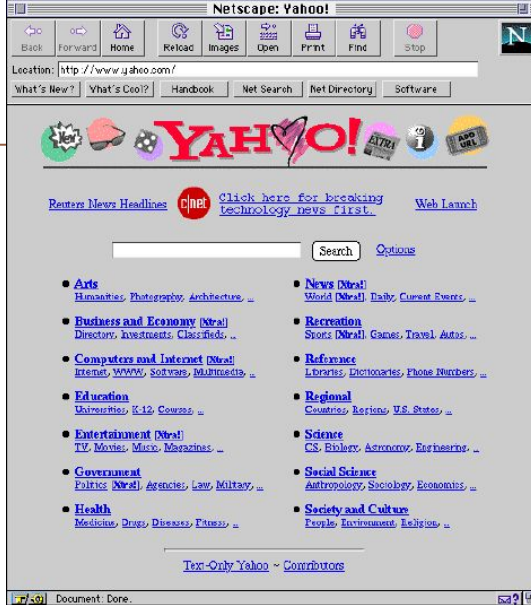 Netscape: Yahoo!
Back Forward Home Reload Images Open Print Find Stop N
Location: http://www.yahoo.com/
What's New? What's Cool? Handbook Net Search Net Directory Software
New YAHOO! EXTRA! i ADD URL
Reuters News Headlines c|net Click here for breaking Web Launch
technology news first.
Search Options
Arts
Humanities, Photography, Architecture, ...
Business and Economy [Xtra!]
Directory, Investments, Classifieds, ...
Computers and Internet [Xtra!]
Internet, WWW, Software, Multimedia, ...
Education
Universities, K-12, Courses, ...
Entertainment [Xtra!]
TV, Movies, Music, Magazines, ...
Government
Politics [Xtra!], Agencies, Law, Military, ...
Health
Medicine, Drugs, Diseases, Fitness, ...
News [Xtra!]
World [Xtra!], Daily, Current Events, ...
Recreation
Sports [Xtra!], Games, Travel, Autos, ...
Reference
Libraries, Dictionaries, Phone Numbers, ...
Regional
Countries, Regions, U.S. States, ...
Science
CS, Biology, Astronomy, Engineering, ...
Social Science
Anthropology, Sociology, Economics, ...
Society and Culture
People, Environment, Religion, ...
Text-Only Yahoo ~ Contributors
Document: Done.